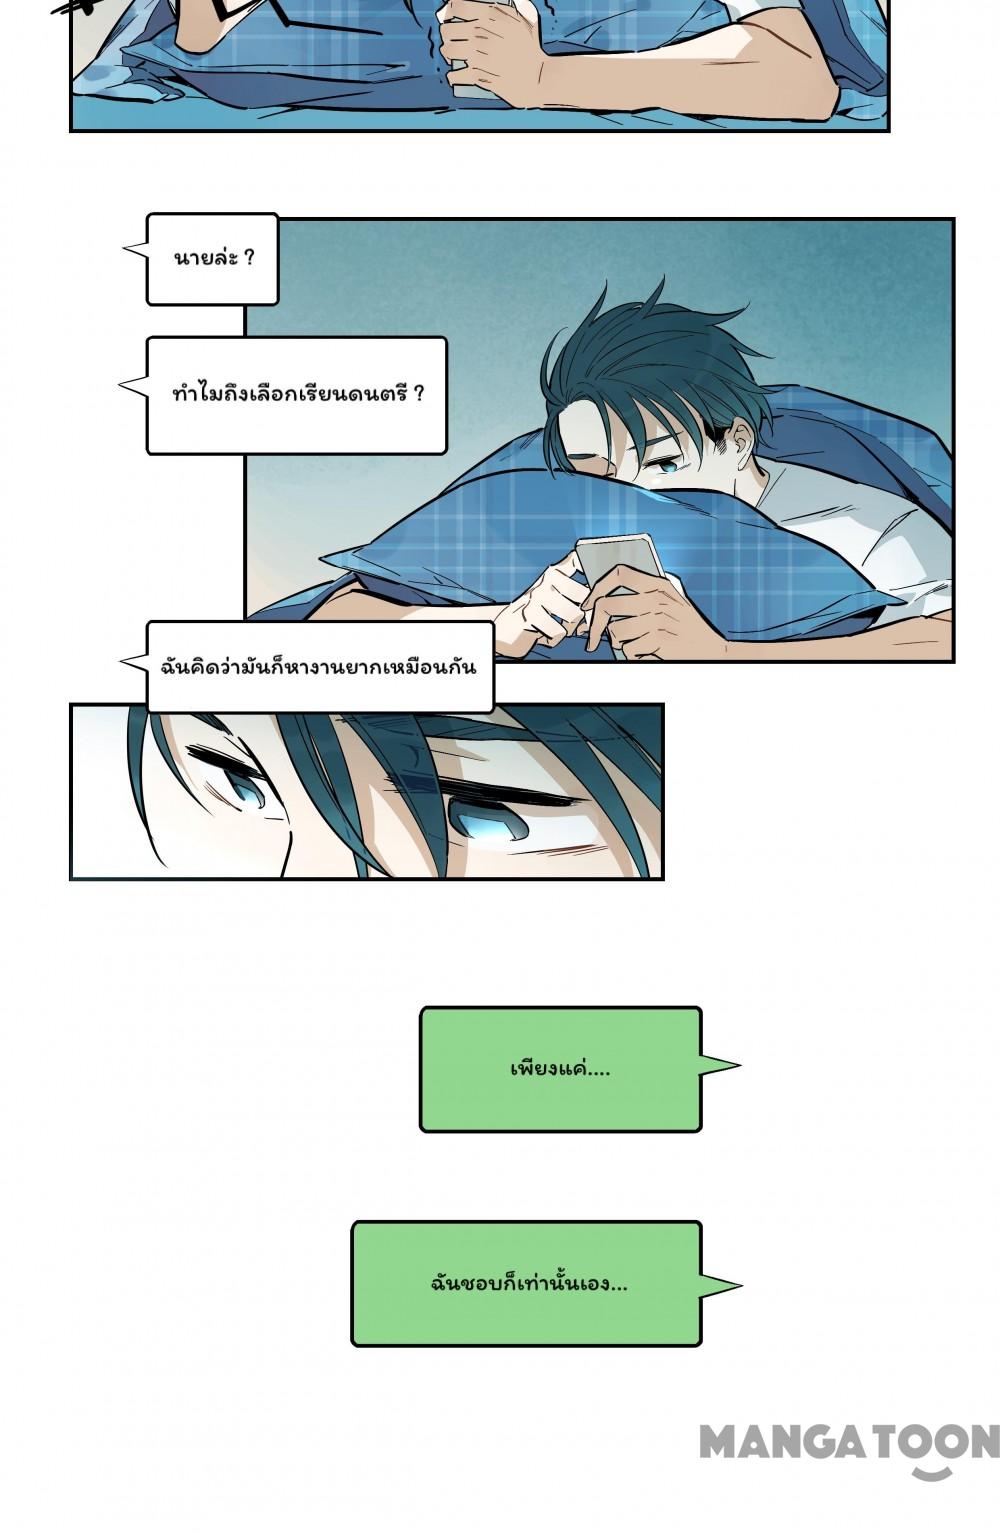 นายล่ะ ?
ทำไมถึงเลือกเรียนดนตรี ?
ฉันคิดว่ามันก็หางานยากเหมือนกัน
เพียงแค่....
ฉันชอบก็เท่านั้นเอง...
MANGATOON